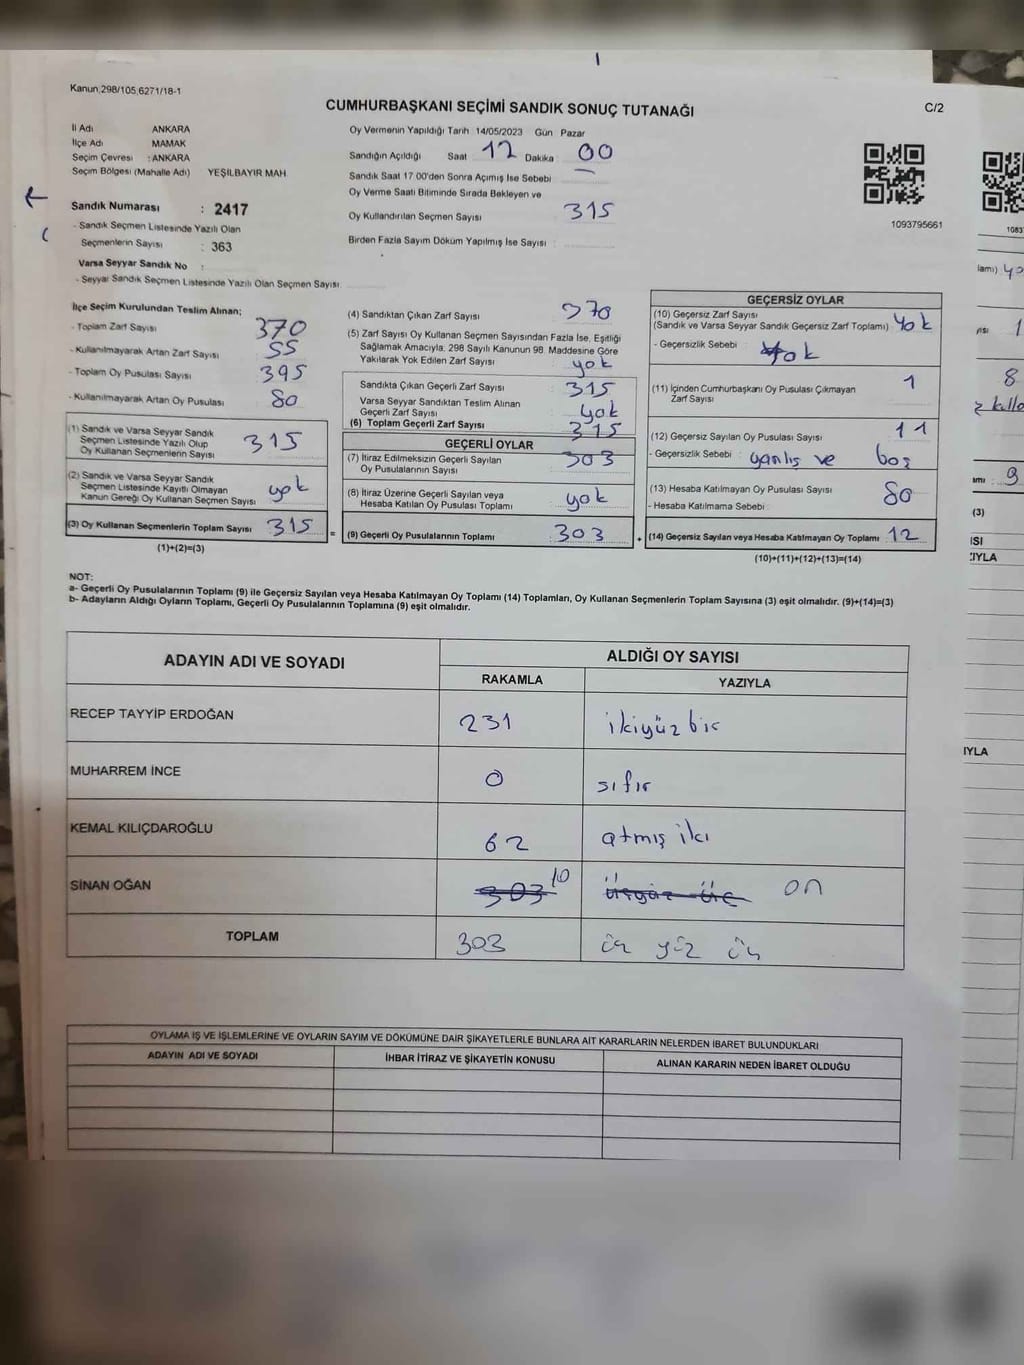 Kanun;298/105;6271/18-1
CUMHURBAŞKANI SEÇİMİ SANDIK SONUÇ TUTANAĞI
C/2
İl Adı ANKARA
İlçe Adı MAMAK
Seçim Çevresi : ANKARA
Seçim Bölgesi (Mahalle Adı) YEŞİLBAYIR MAH.
Sandık Numarası : 2417
- Sandık Seçmen Listesinde Yazılı Olan
Seçmenlerin Sayısı : 363
Varsa Seyyar Sandık No :
- Seyyar Sandık Seçmen Listesinde Yazılı Olan Seçmen Sayısı
Oy Vermenin Yapıldığı Tarih 14/05/2023 Gün Pazar
Sandığın Açıldığı Saat 17 Dakika 00
Sandık Saat 17:00'den Sonra Açımış İse Sebebi
Oy Verme Saati Bitiminde Sırada Bekleyen ve
Oy Kullandırılan Seçmen Sayısı 315
Birden Fazla Sayım Döküm Yapılmış İse Sayısı
1093795661
İlçe Seçim Kurulundan Teslim Alınan;
- Toplam Zarf Sayısı 370
- Kullanılmayarak Artan Zarf Sayısı 55
- Toplam Oy Pusulası Sayısı 395
- Kullanılmayarak Artan Oy Pusulası 80
(1) Sandık ve Varsa Seyyar Sandık
Seçmen Listesinde Yazılı Olup
Oy Kullanan Seçmenlerin Sayısı 315
(2) Sandık ve Varsa Seyyar Sandık
Seçmen Listesinde Kayıtlı Olmayan
Kanun Gereği Oy Kullanan Seçmen Sayısı yok
(3) Oy Kullanan Seçmenlerin Toplam Sayısı 315 =
(1)+(2)=(3)
(4) Sandıktan Çıkan Zarf Sayısı 370
(5) Zarf Sayısı Oy Kullanan Seçmen Sayısından Fazla İse, Eşitliği
Sağlamak Amacıyla; 298 Sayılı Kanunun 98. Maddesine Göre
Yakılarak Yok Edilen Zarf Sayısı yok
Sandıkta Çıkan Geçerli Zarf Sayısı 315
Varsa Seyyar Sandıktan Teslim Alınan
Geçerli Zarf Sayısı yok
(6) Toplam Geçerli Zarf Sayısı 315
GEÇERLİ OYLAR
(7) İtiraz Edilmeksizin Geçerli Sayılan
Oy Pusulalarının Sayısı 303
(8) İtiraz Üzerine Geçerli Sayılan veya
Hesaba Katılan Oy Pusulası Toplamı yok
(9) Geçerli Oy Pusulalarının Toplamı 303 +
GEÇERSİZ OYLAR
(10) Geçersiz Zarf Sayısı
(Sandık ve Varsa Seyyar Sandık Geçersiz Zarf Toplamı) yok
- Geçersizlik Sebebi : yok
(11) İçinden Cumhurbaşkanı Oy Pusulası Çıkmayan
Zarf Sayısı 1
(12) Geçersiz Sayılan Oy Pusulası Sayısı 11
- Geçersizlik Sebebi : yanlış ve boş
(13) Hesaba Katılmayan Oy Pusulası Sayısı 80
- Hesaba Katılmama Sebebi
(14) Geçersiz Sayılan veya Hesaba Katılmayan Oy Toplamı 12
(10)+(11)+(12)+(13)=(14)
NOT:
a- Geçerli Oy Pusulalarının Toplamı (9) ile Geçersiz Sayılan veya Hesaba Katılmayan Oy Toplamı (14) Toplamları, Oy Kullanan Seçmenlerin Toplam Sayısına (3) eşit olmalıdır. (9)+(14)=(3)
b- Adayların Aldığı Oyların Toplamı, Geçerli Oy Pusulalarının Toplamına (9) eşit olmalıdır.
ADAYIN ADI VE SOYADI
ALDIĞI OY SAYISI
RAKAMLA YAZIYLA
RECEP TAYYİP ERDOĞAN 231 ikiyüz bir
MUHARREM İNCE 0 sıfır
KEMAL KILIÇDAROĞLU 62 atmış iki
SİNAN OĞAN 303 10 üçyüz üç on
TOPLAM 303 üç yüz üç
OYLAMA İŞ VE İŞLEMLERİNE VE OYLARIN SAYIM VE DÖKÜMÜNE DAİR ŞİKAYETLERLE BUNLARA AİT KARARLARIN NELERDEN İBARET BULUNDUKLARI
ADAYIN ADI VE SOYADI İHBAR İTİRAZ VE ŞİKAYETİN KONUSU ALINAN KARARIN NEDEN İBARET OLDUĞU